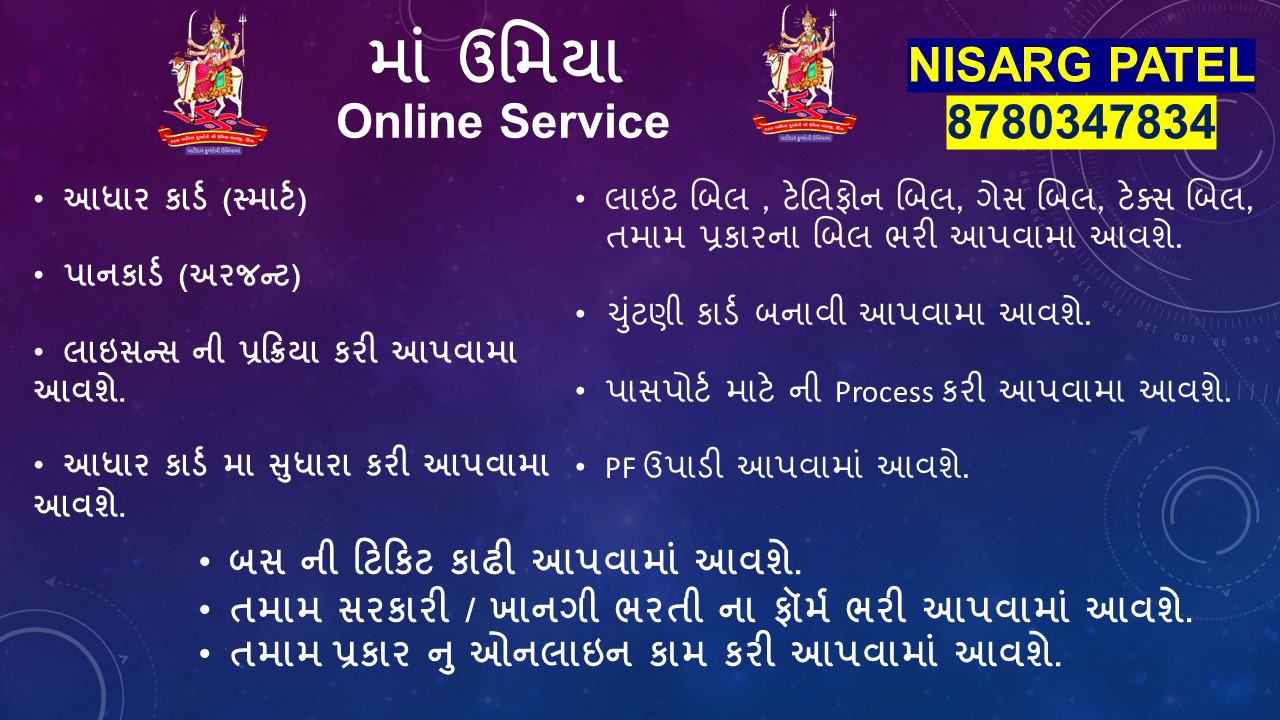 માં ઉમિયા
Online Service
NISARG PATEL
8780347834
• આધાર કાર્ડ (સ્માર્ટ)
• પાનકાર્ડ (અરજન્ટ)
• લાઇસન્સ ની પ્રક્રિયા કરી આપવામા
આવશે.
• આધાર કાર્ડ મા સુધારા કરી આપવામા
આવશે.
• લાઇટ બિલ , ટેલિફોન બિલ, ગેસ બિલ, ટેક્સ બિલ,
તમામ પ્રકારના બિલ ભરી આપવામા આવશે.
• ચુંટણી કાર્ડ બનાવી આપવામા આવશે.
• પાસપોર્ટ માટે ની Process કરી આપવામા આવશે.
• PF ઉપાડી આપવામાં આવશે.
• બસ ની ટિકિટ કાઢી આપવામાં આવશે.
• તમામ સરકારી / ખાનગી ભરતી ના ફૉર્મ ભરી આપવામાં આવશે.
• તમામ પ્રકાર નુ ઓનલાઇન કામ કરી આપવામાં આવશે.